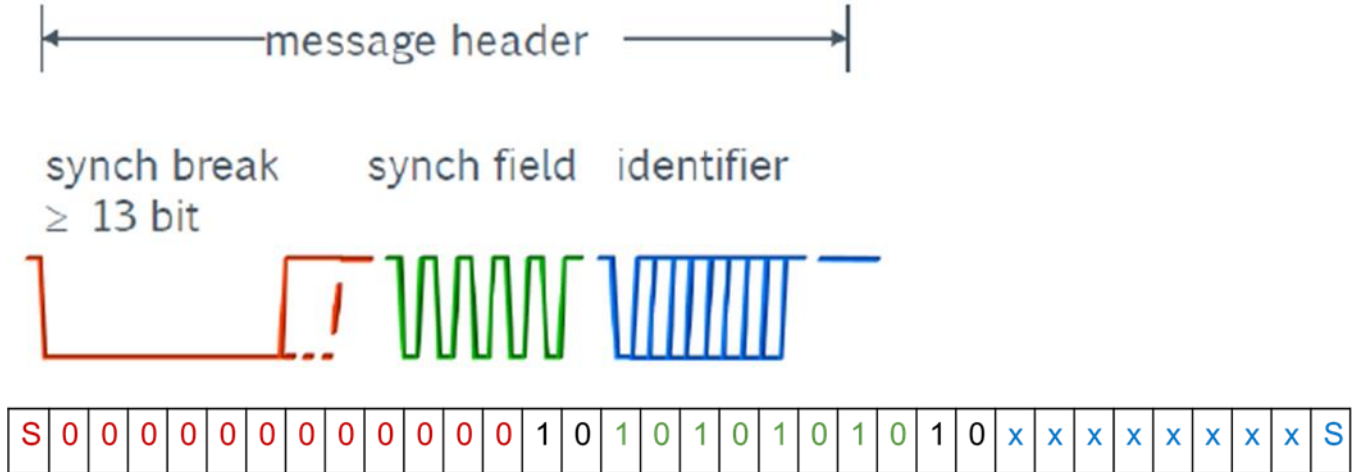 message header
synch break synch field identifier
≥ 13 bit
S 0 0 0 0 0 0 0 0 0 0 0 0 1 0 1 0 1 0 1 0 1 0 1 0 x x x x x x x x S